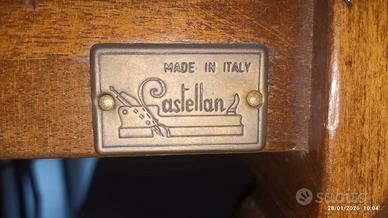 MADE IN ITALY
Castellan
subito
28/01/2026 10:04